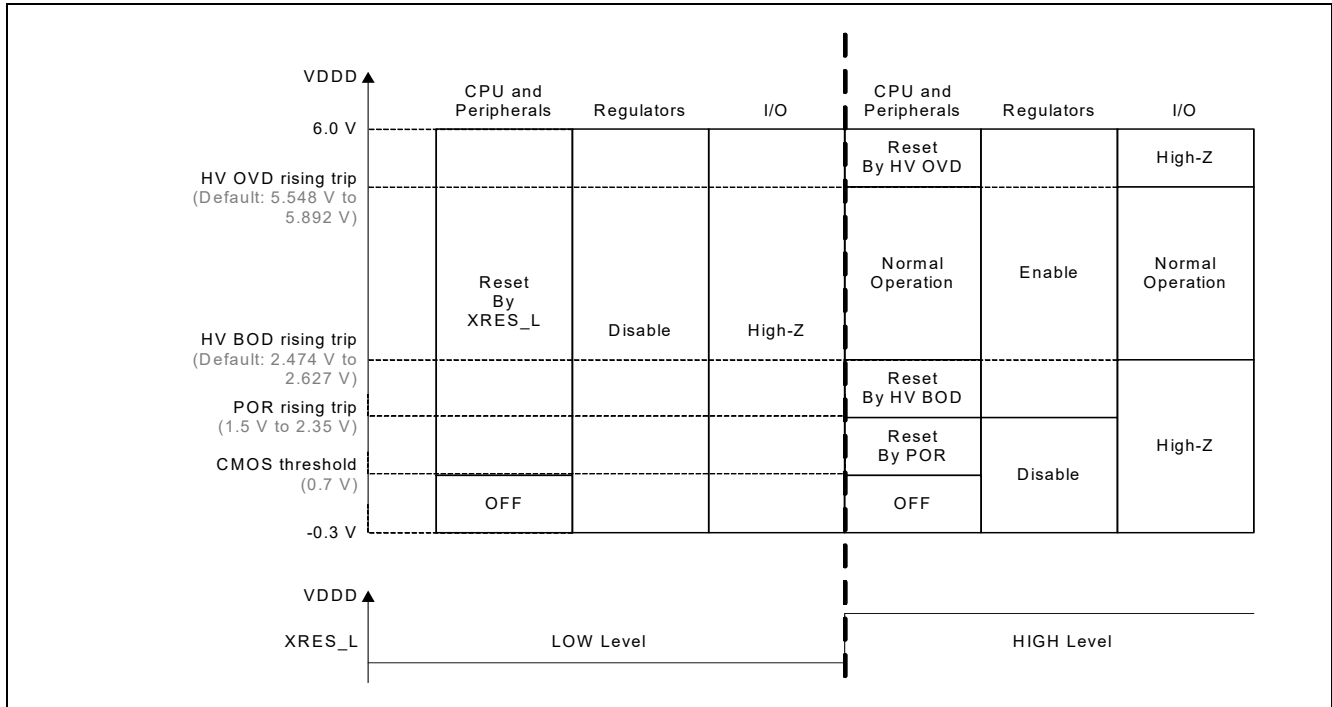 VDDD
CPU and
Peripherals
Regulators
I/O
CPU and
Peripherals
Regulators
I/O
6.0 V
HV OVD rising trip
(Default: 5.548 V to
5.892 V)
Reset
By HV OVD
High-Z
Reset
By
XRES_L
Disable
High-Z
Normal
Operation
Enable
Normal
Operation
HV BOD rising trip
(Default: 2.474 V to
2.627 V)
Reset
By HV BOD
POR rising trip
(1.5 V to 2.35 V)
Reset
By POR
High-Z
CMOS threshold
(0.7 V)
Disable
OFF
OFF
-0.3 V
VDDD
XRES_L
LOW Level
HIGH Level